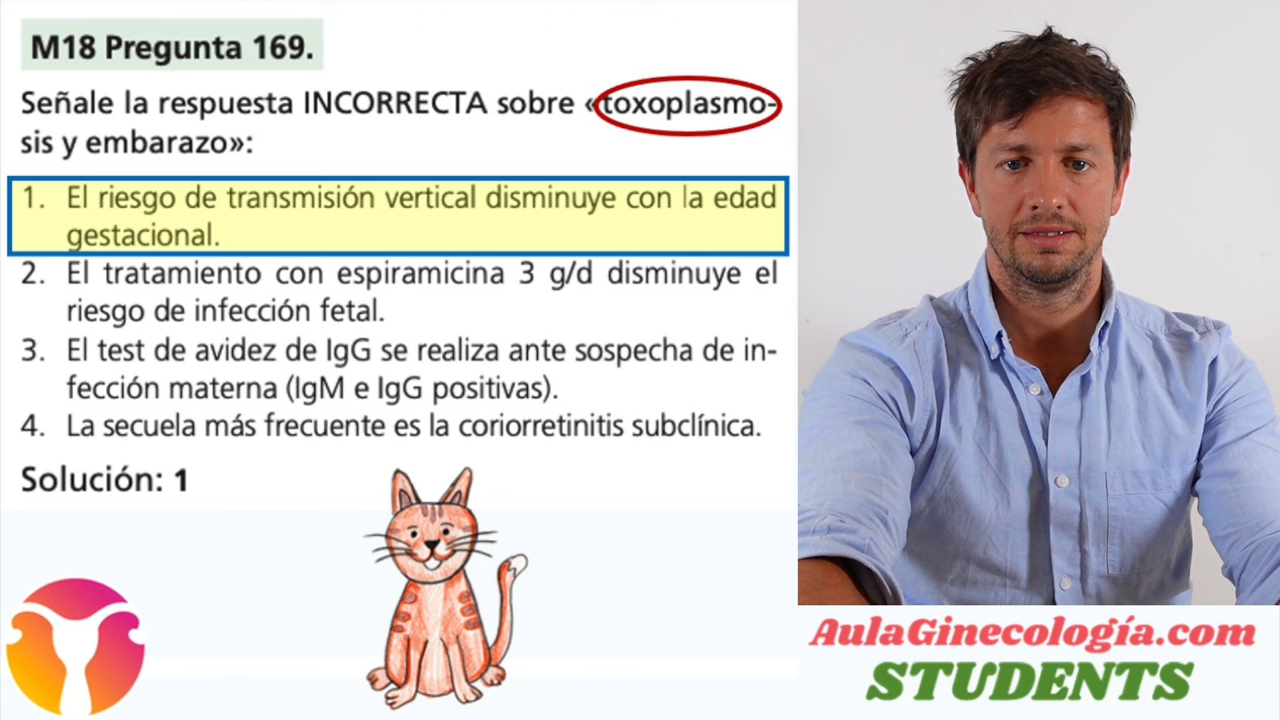 M18 Pregunta 169.
Señale la respuesta INCORRECTA sobre «toxoplasmo-
sis y embarazo»:
1. El riesgo de transmisión vertical disminuye con la edad
gestacional.
2. El tratamiento con espiramicina 3 g/d disminuye el
riesgo de infección fetal.
3. El test de avidez de IgG se realiza ante sospecha de in-
fección materna (IgM e IgG positivas).
4. La secuela más frecuente es la coriorretinitis subclínica.
Solución: 1
AulaGinecología.com
STUDENTS